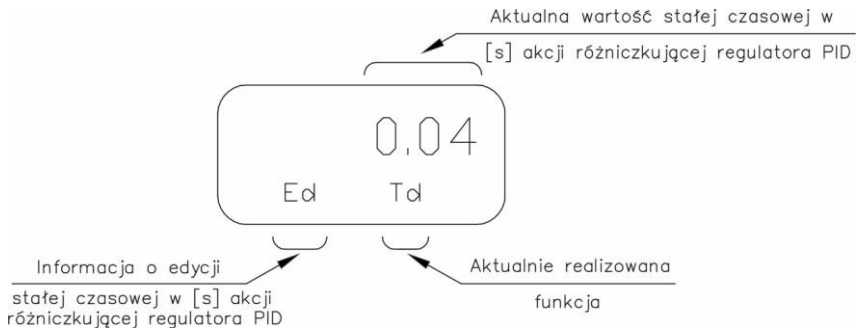 Aktualna wartość stałej czasowej w
[s] akcji różniczkującej regulatora PID
0.04
Ed Td
Informacja o edycji
stałej czasowej w [s] akcji
różniczkującej regulatora PID
Aktualnie realizowana
funkcja